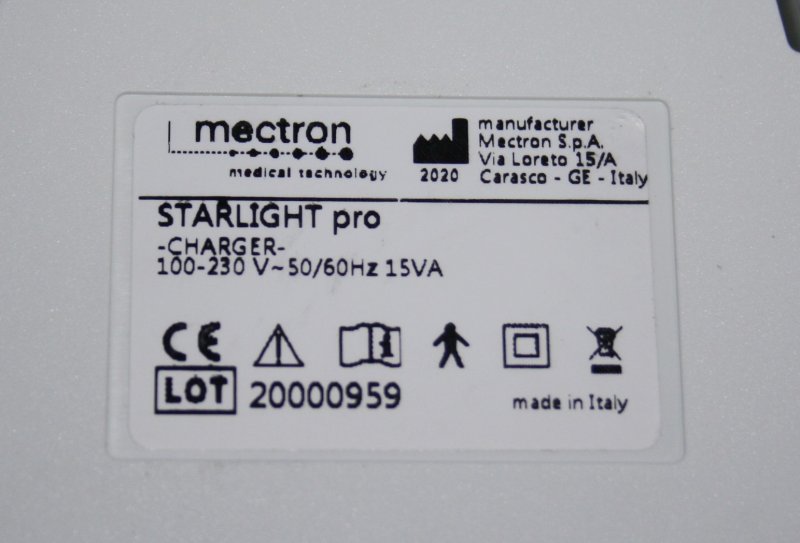 mectron
medical technology
2020
manufacturer
Mectron S.p.A.
Via Loreto 15/A
Carasco - GE - Italy
STARLIGHT pro
-CHARGER-
100-230 V~50/60Hz 15VA
CE
LOT 20000959
made in Italy